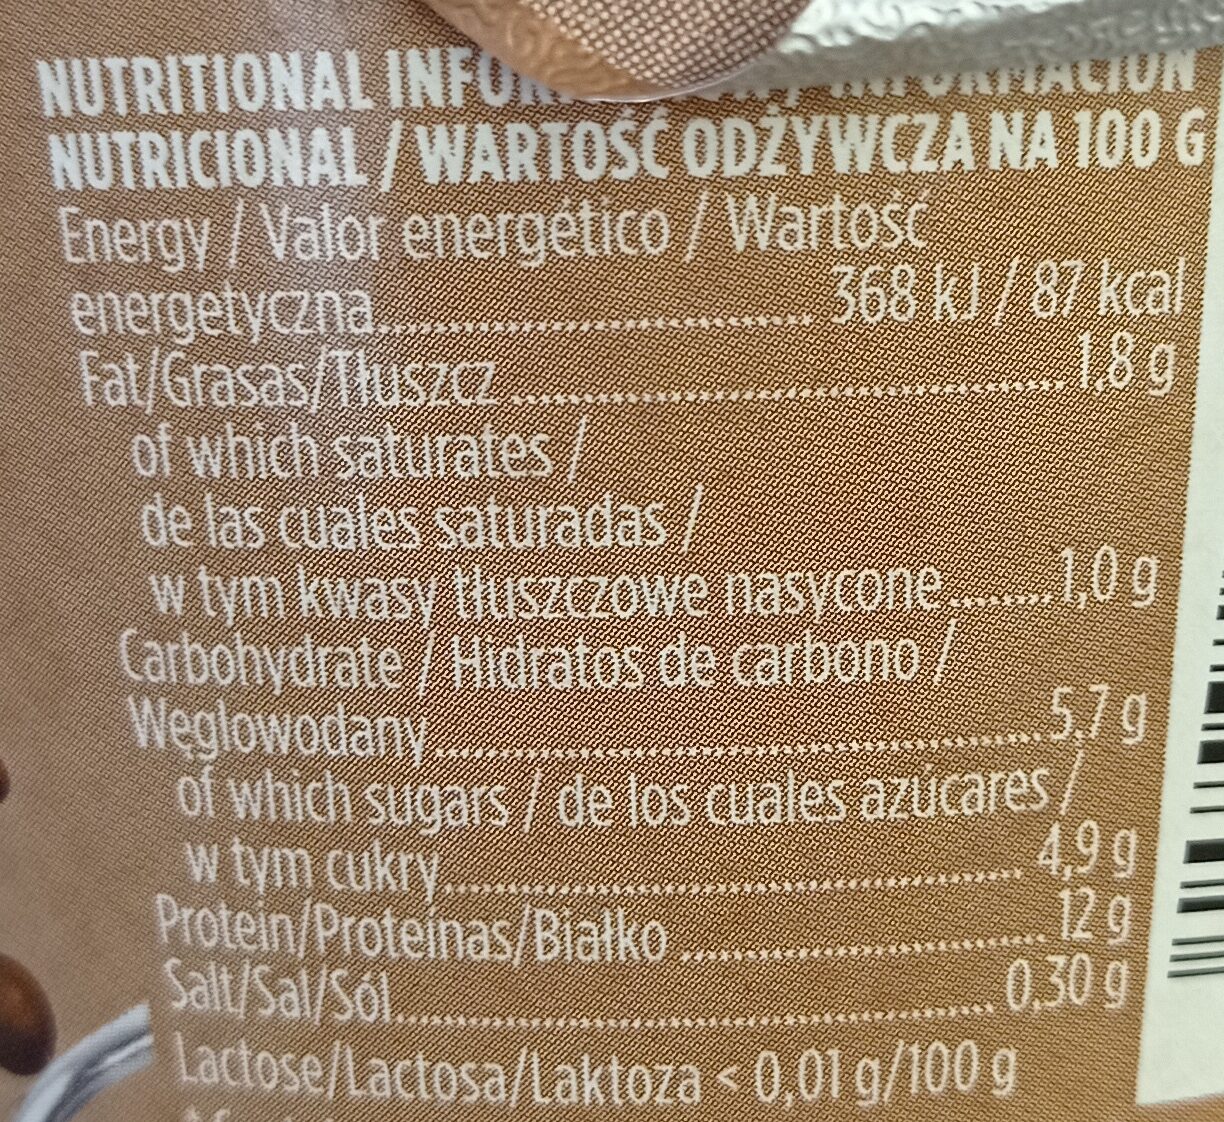 NUTRITIONAL
NUTRICIONAL / WARTOŚĆ ODŻYWCZA NA 100 G
Energy / Valor energético / Wartość
energetyczna.............................. 368 kJ / 87 kcal
Fat/Grasas/Tłuszcz .............................. 1,8 g
of which saturates /
de las cuales saturadas /
w tym kwasy tłuszczowe nasycone.......... 1,0 g
Carbohydrate / Hidratos de carbono /
Węglowodany.............................. 5,7 g
of which sugars / de los cuales azúcares /
w tym cukry.............................. 4,9 g
Protein/Proteínas/Białko .............................. 12 g
Salt/Sal/Sól.............................. 0,30 g
Lactose/Lactosa/Laktoza < 0,01 g/100 g